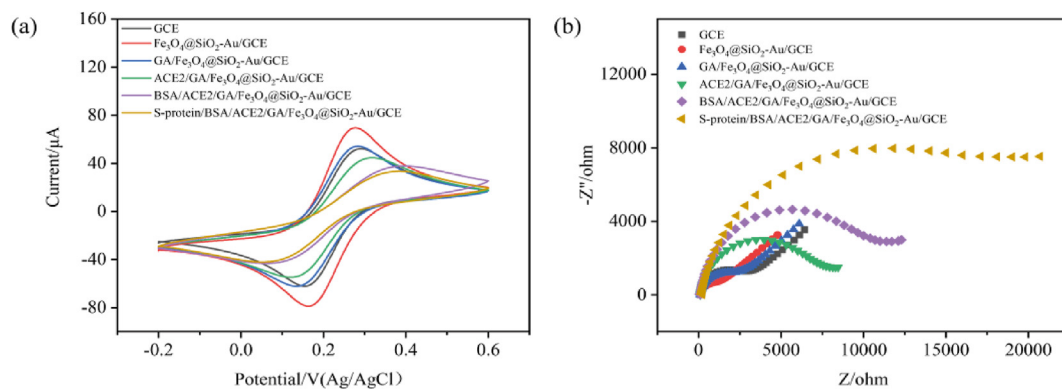 (a)
160
120
80
40
0
-40
-80
Current/μA
GCE
Fe₃O₄@SiO₂-Au/GCE
GA/Fe₃O₄@SiO₂-Au/GCE
ACE2/GA/Fe₃O₄@SiO₂-Au/GCE
BSA/ACE2/GA/Fe₃O₄@SiO₂-Au/GCE
S-protein/BSA/ACE2/GA/Fe₃O₄@SiO₂-Au/GCE
-0.2
0.0
0.2
0.4
0.6
Potential/V(Ag/AgCl）
(b)
12000
8000
4000
0
-Z"/ohm
GCE
Fe₃O₄@SiO₂-Au/GCE
GA/Fe₃O₄@SiO₂-Au/GCE
ACE2/GA/Fe₃O₄@SiO₂-Au/GCE
BSA/ACE2/GA/Fe₃O₄@SiO₂-Au/GCE
S-protein/BSA/ACE2/GA/Fe₃O₄@SiO₂-Au/GCE
0
5000
10000
15000
20000
Z/ohm